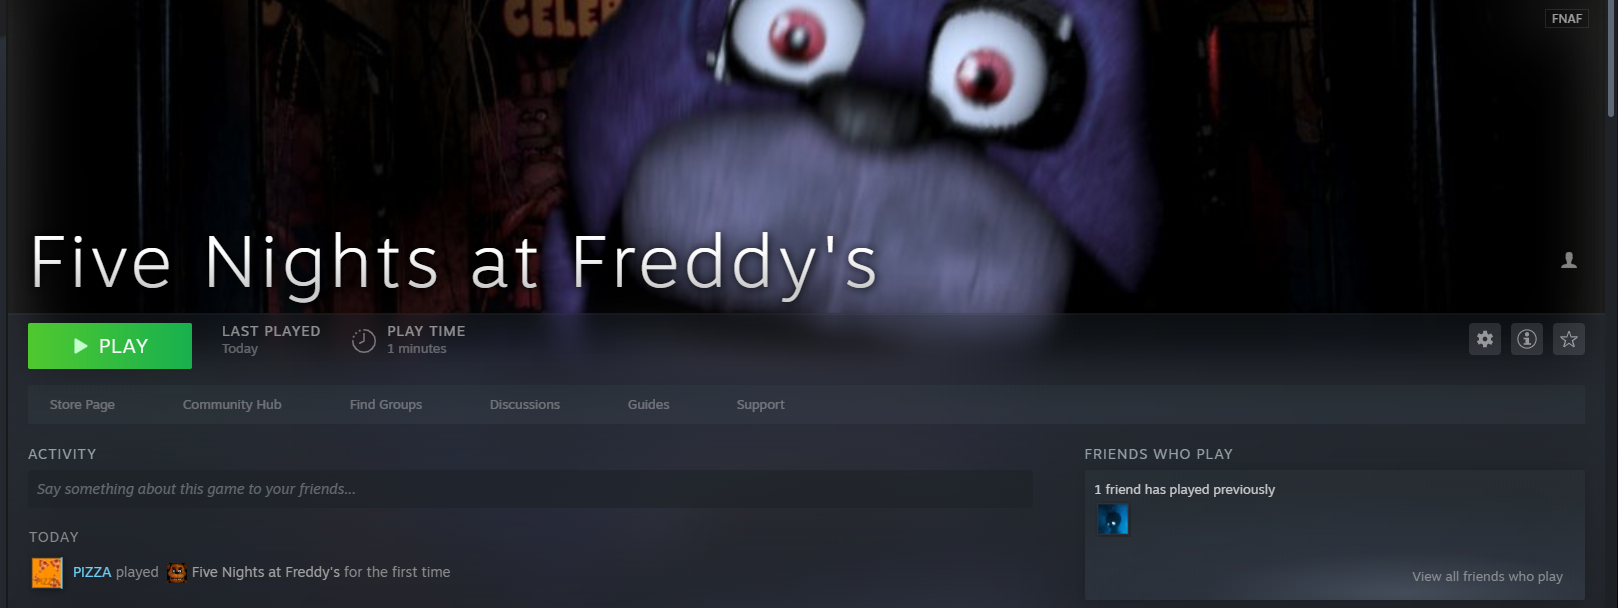 CELEB
FNAF
Five Nights at Freddy's
PLAY
LAST PLAYED
Today
PLAY TIME
1 minutes
Store Page
Community Hub
Find Groups
Discussions
Guides
Support
ACTIVITY
Say something about this game to your friends...
TODAY
PIZZA played Five Nights at Freddy's for the first time
FRIENDS WHO PLAY
1 friend has played previously
View all friends who play